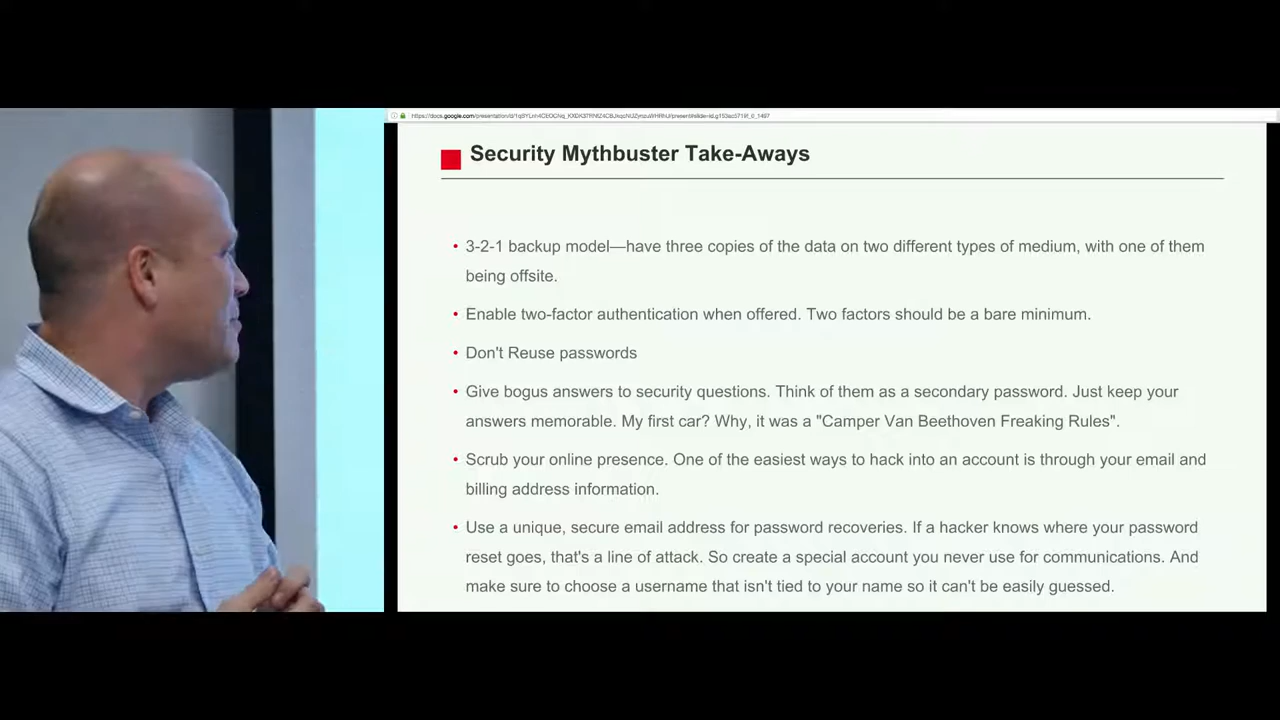 Security Mythbuster Take-Aways
• 3-2-1 backup model—have three copies of the data on two different types of medium, with one of them
being offsite.
• Enable two-factor authentication when offered. Two factors should be a bare minimum.
• Don't Reuse passwords
• Give bogus answers to security questions. Think of them as a secondary password. Just keep your
answers memorable. My first car? Why, it was a "Camper Van Beethoven Freaking Rules".
• Scrub your online presence. One of the easiest ways to hack into an account is through your email and
billing address information.
• Use a unique, secure email address for password recoveries. If a hacker knows where your password
reset goes, that's a line of attack. So create a special account you never use for communications. And
make sure to choose a username that isn't tied to your name so it can't be easily guessed.